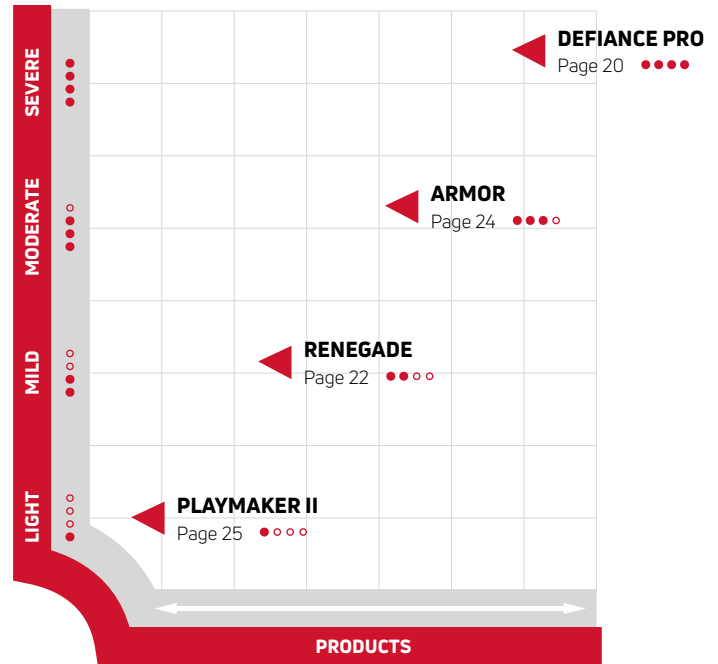 SEVERE
DEFIANCE PRO
Page 20
MODERATE
ARMOR
Page 24
MILD
RENEGADE
Page 22
LIGHT
PLAYMAKER II
Page 25
PRODUCTS